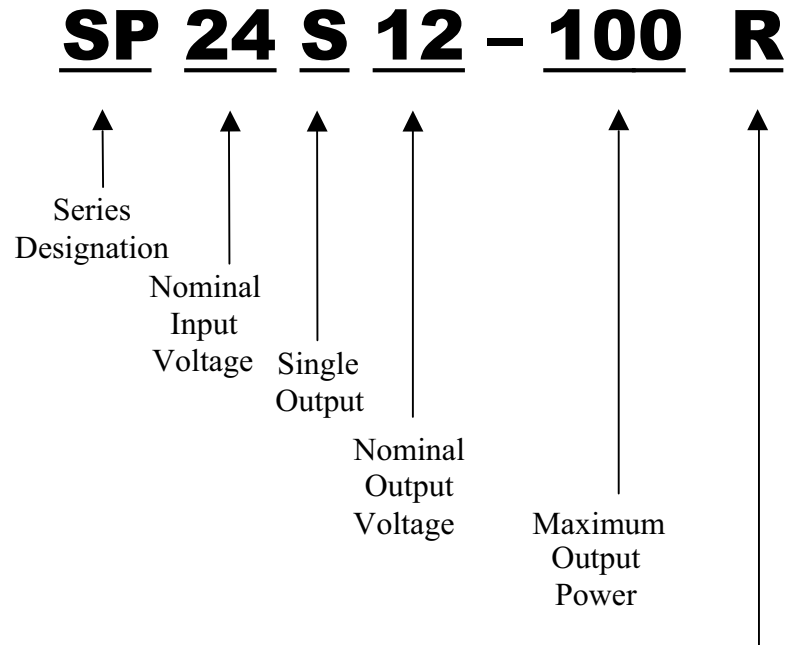 SP 24 S 12 – 100 R
Series
Designation
Nominal
Input
Voltage
Single
Output
Nominal
Output
Voltage
Maximum
Output
Power